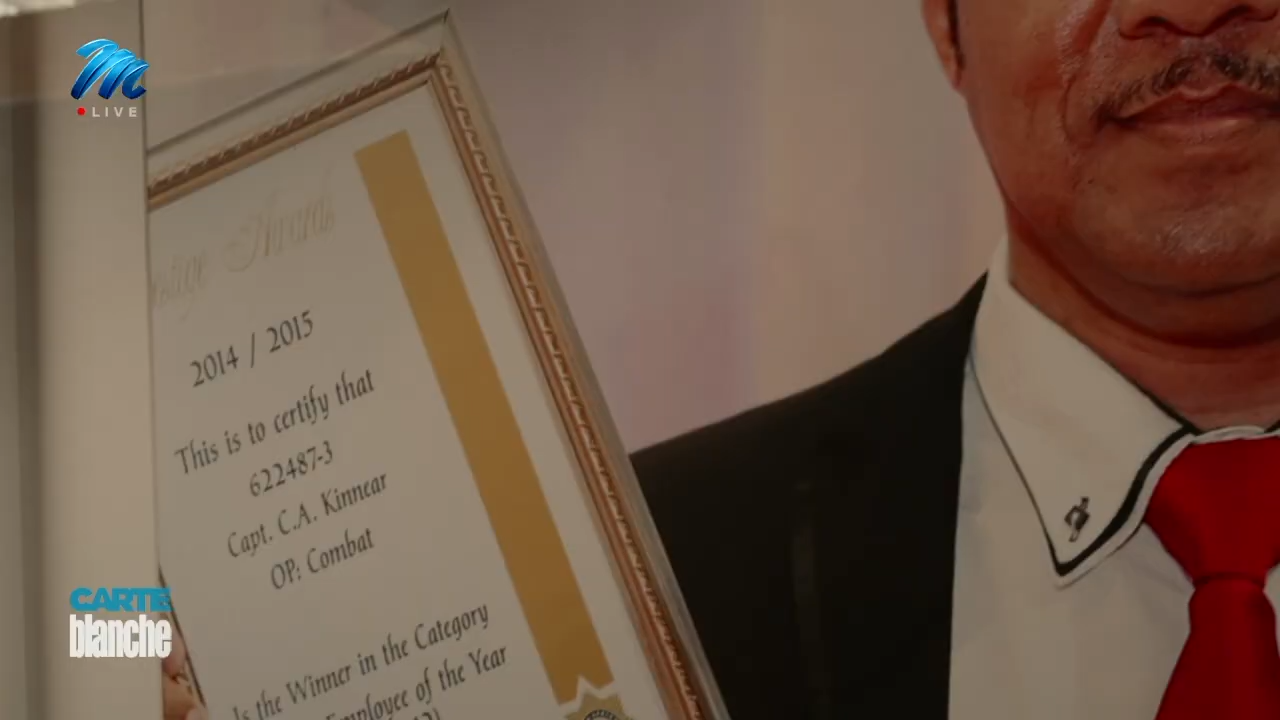 LIVE
Awards
2014 / 2015
This is to certify that
622487-3
Capt. C.A. Kinnear
OP: Combat
Is the Winner in the Category
Employee of the Year
CARTE
blanche